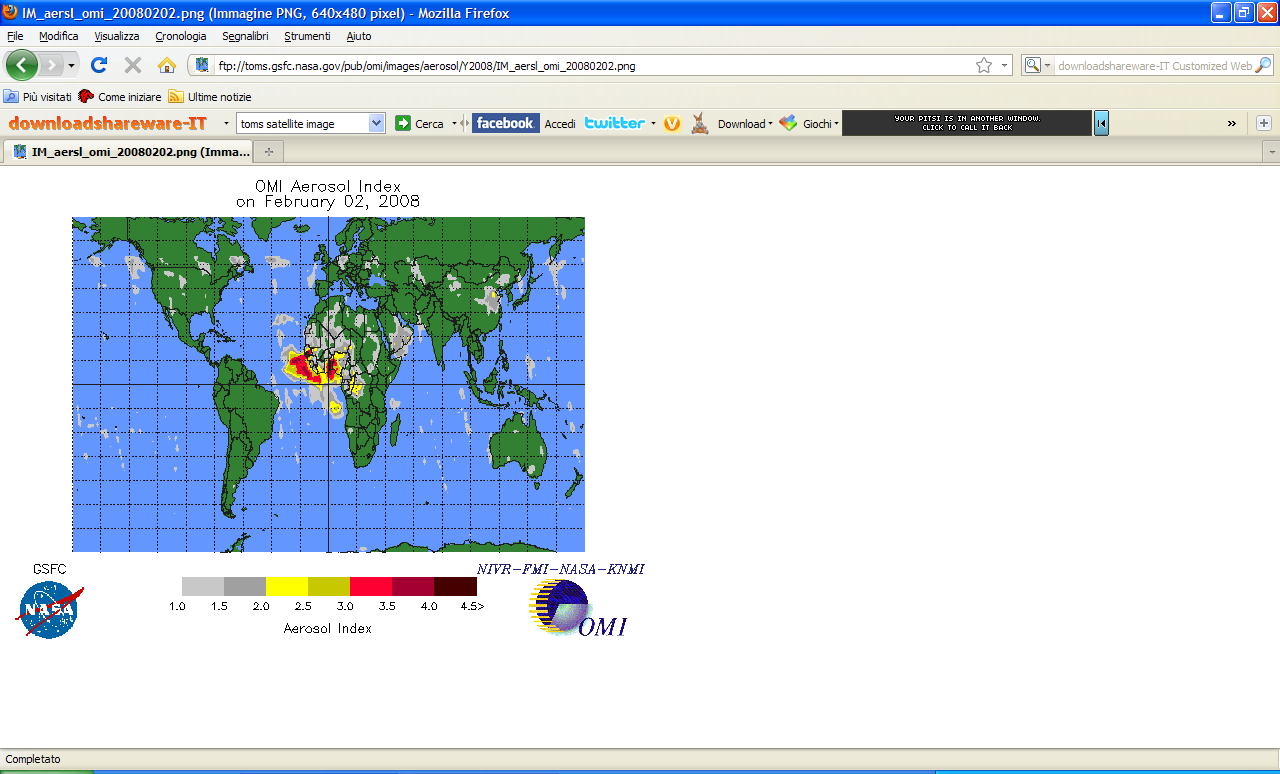 IM_aersl_omi_20080202.png (Immagine PNG, 640x480 pixel) - Mozilla Firefox
File Modifica Visualizza Cronologia Segnalibri Strumenti Aiuto
ftp://toms.gsfc.nasa.gov/pub/omi/images/aerosol/Y2008/IM_aersl_omi_20080202.png downloadshareware-IT Customized Web
Più visitati Come iniziare Ultime notizie
downloadshareware-IT toms satellite image Cerca facebook Accedi twitter Download Giochi YOUR PITSI IS IN ANOTHER WINDOW.
CLICK TO CALL IT BACK
IM_aersl_omi_20080202.png (Imma...
OMI Aerosol Index
on February 02, 2008
GSFC NIVR-FMI-NASA-KNMI
NASA
1.0 1.5 2.0 2.5 3.0 3.5 4.0 4.5>
Aerosol Index
OMI
Completato